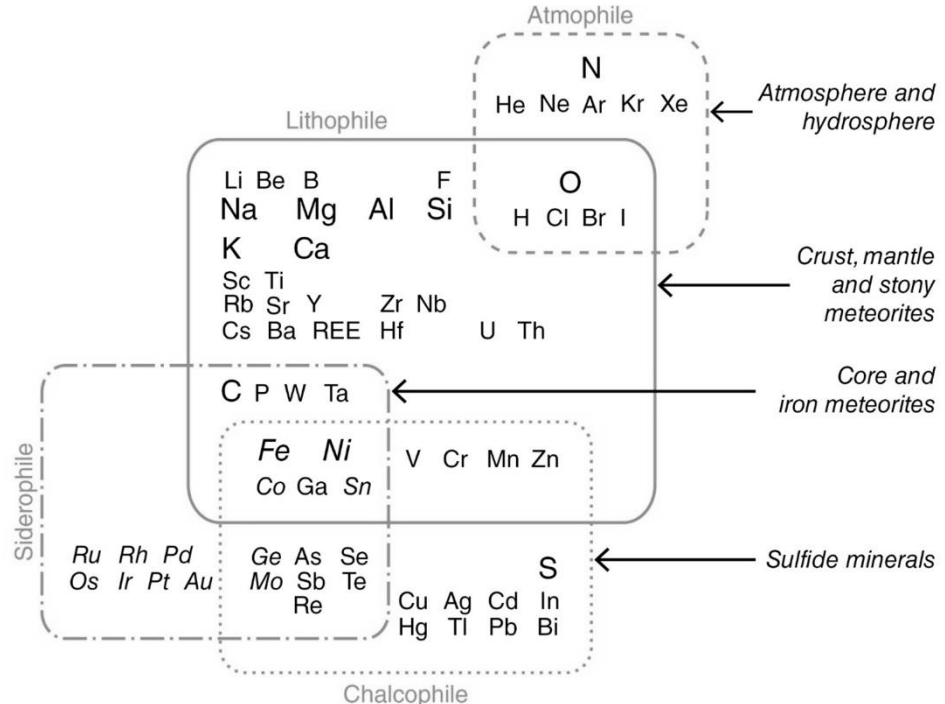 Atmophile
N
He Ne Ar Kr Xe
Atmosphere and
hydrosphere
Lithophile
Li Be B F
O
Na Mg Al Si
H Cl Br I
K Ca
Crust, mantle
and stony
meteorites
Sc Ti
Rb Sr Y Zr Nb
Cs Ba REE Hf U Th
C P W Ta
Core and
iron meteorites
Fe Ni
V Cr Mn Zn
Co Ga Sn
Siderophile
Ru Rh Pd
Ge As Se
S
Sulfide minerals
Os Ir Pt Au
Mo Sb Te
Re
Cu Ag Cd In
Hg Tl Pb Bi
Chalcophile